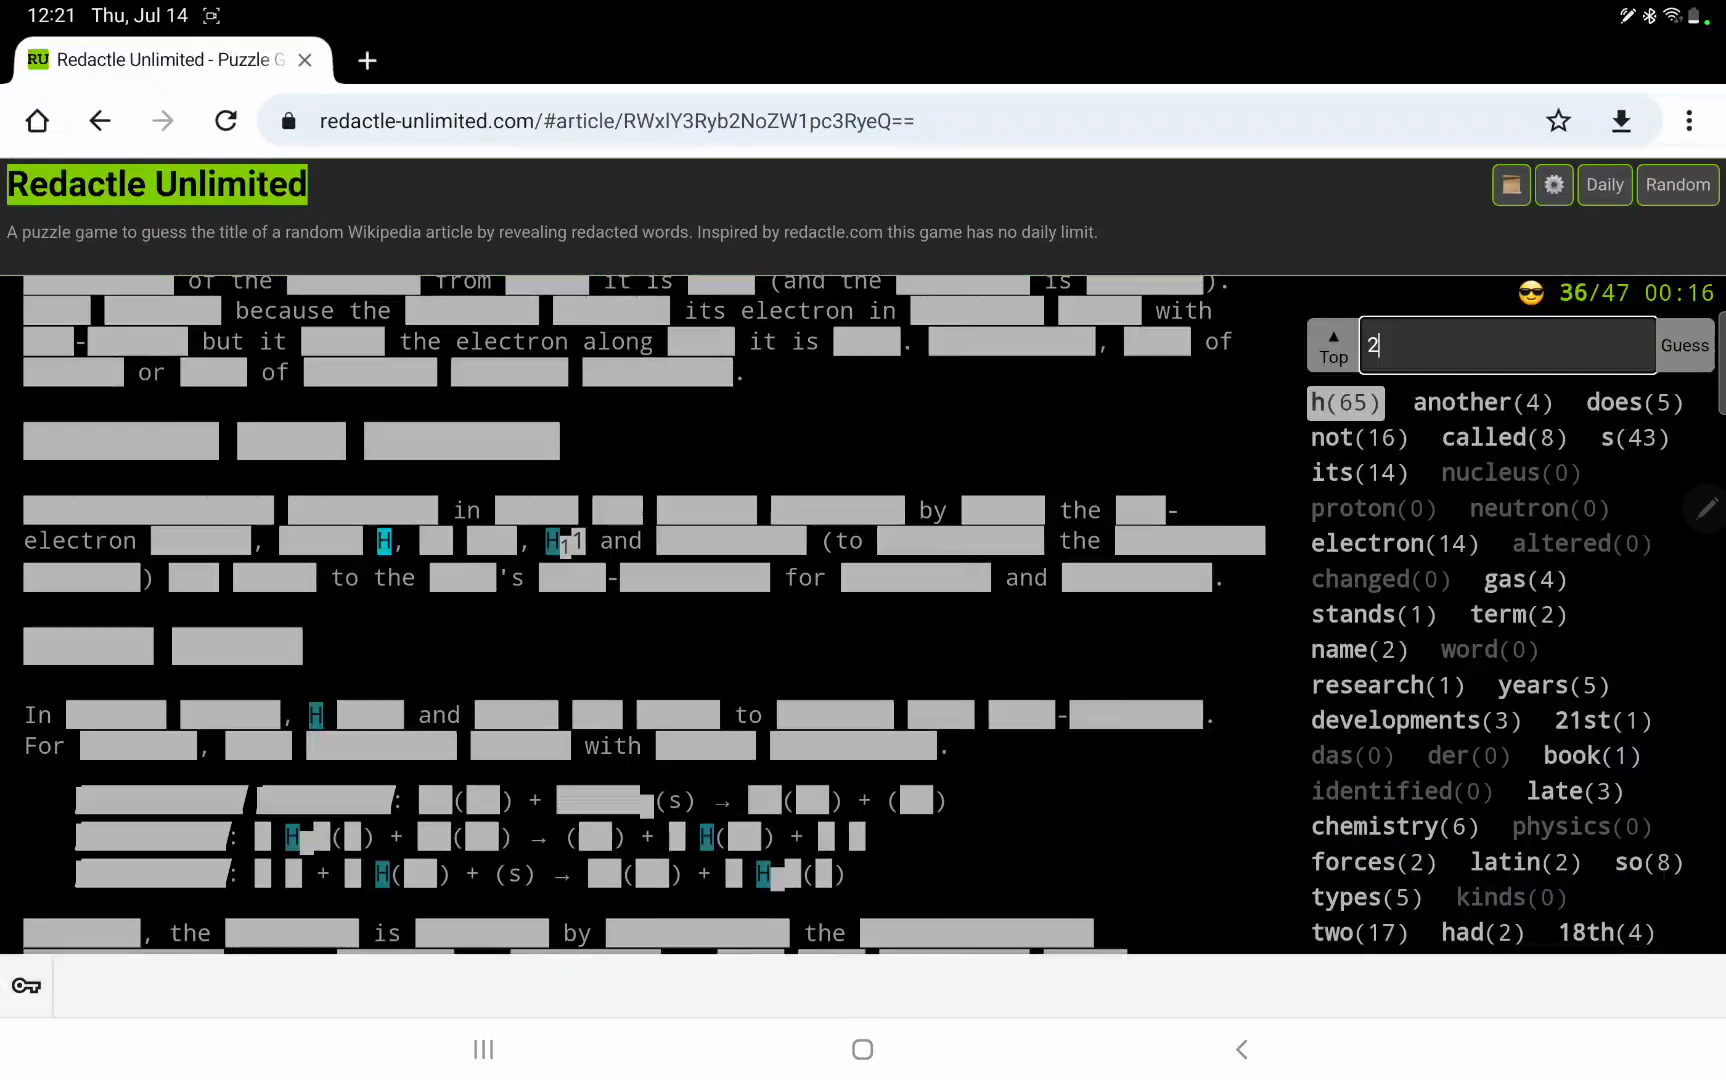 12:21 Thu, Jul 14
RU Redactle Unlimited - Puzzle G
redactle-unlimited.com/#article/RWxlY3Ryb2NoZW1pc3RyeQ==
Redactle Unlimited
Daily Random
A puzzle game to guess the title of a random Wikipedia article by revealing redacted words. Inspired by redactle.com this game has no daily limit.
of the from it is (and the is ).
because the its electron in with
- but it the electron along it is . , of
or of .
in by the -
electron , H, , H11 and (to the
) to the 's - for and .
In , H and to - .
For , with .
: ( ) + (s) → ( ) + ( )
: H ( ) + ( ) → ( ) + H( ) +
: + H( ) + (s) → ( ) + H ( )
, the is by the
36/47 00:16
Top 2 Guess
h(65) another(4) does(5)
not(16) called(8) s(43)
its(14) nucleus(0)
proton(0) neutron(0)
electron(14) altered(0)
changed(0) gas(4)
stands(1) term(2)
name(2) word(0)
research(1) years(5)
developments(3) 21st(1)
das(0) der(0) book(1)
identified(0) late(3)
chemistry(6) physics(0)
forces(2) latin(2) so(8)
types(5) kinds(0)
two(17) had(2) 18th(4)